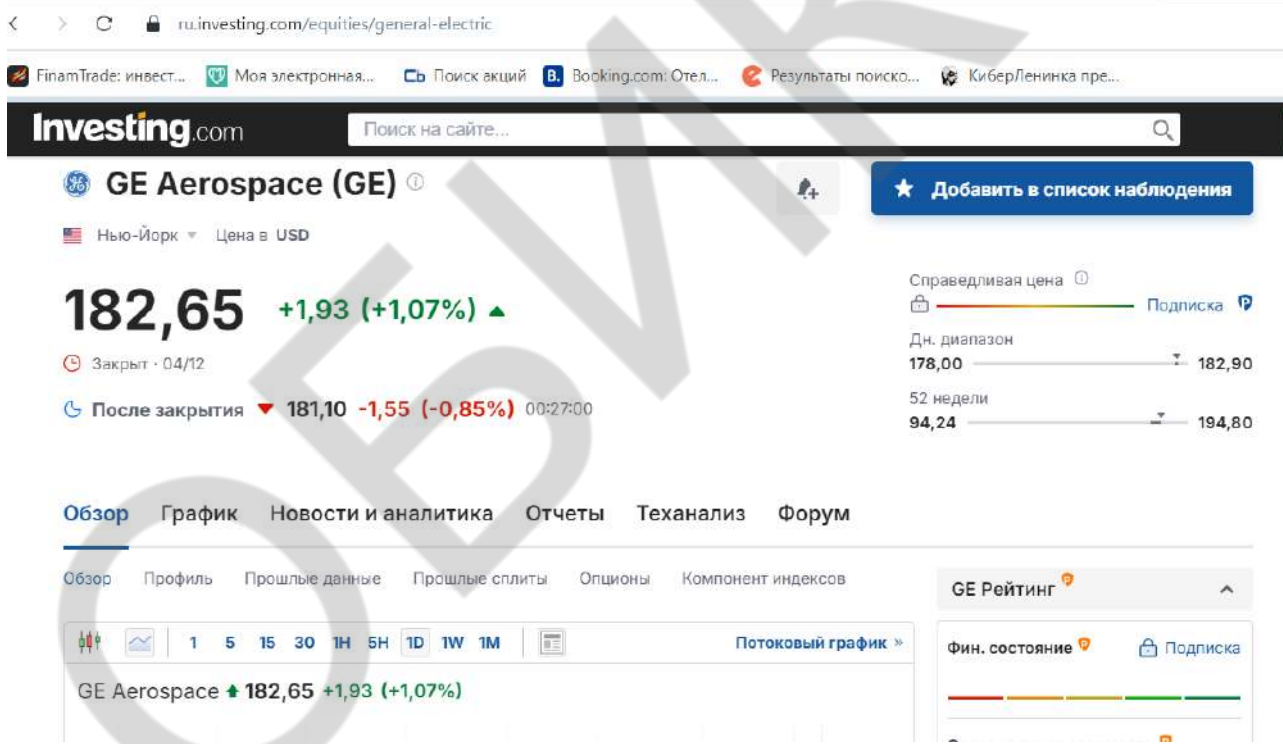 ru.investing.com/equities/general-electric
FinamTrade: инвест... Моя электронная... Поиск акций Booking.com: Отел... Результаты поиско... КиберЛенинка пре...
Investing.com Поиск на сайте...
GE Aerospace (GE) Добавить в список наблюдения
Нью-Йорк Цена в USD
Справедливая цена
182,65 +1,93 (+1,07%) Подписка
Дн. диапазон
Закрыт · 04/12 178,00 182,90
52 недели
После закрытия 181,10 -1,55 (-0,85%) 00:27:00 94,24 194,80
Обзор График Новости и аналитика Отчеты Теханализ Форум
Обзор Профиль Прошлые данные Прошлые сплиты Опционы Компонент индексов
GE Рейтинг
1 5 15 30 1H 5H 1D 1W 1M Потоковый график »
Фин. состояние Подписка
GE Aerospace 182,65 +1,93 (+1,07%)